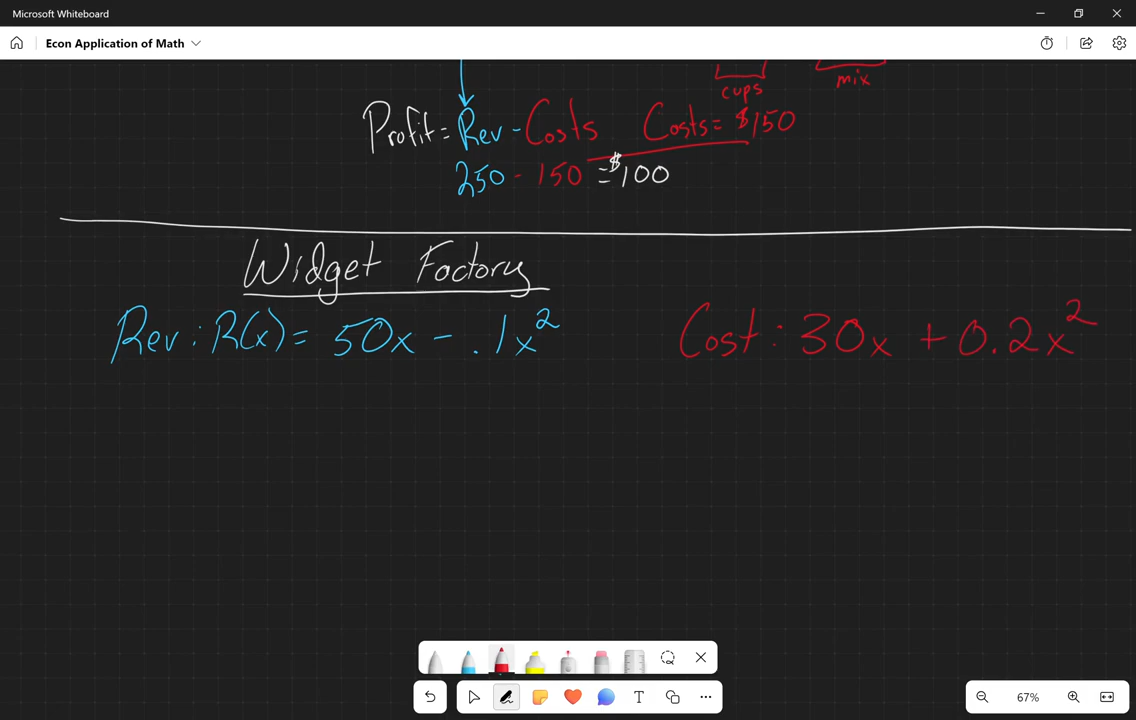 Microsoft Whiteboard
Econ Application of Math
cups
mix
Profit = Rev - Costs Costs = $150
250 - 150 = $100
Widget Factory
Rev : R(x) = 50x - .1x² Cost : 30x + 0.2x²
T
67%